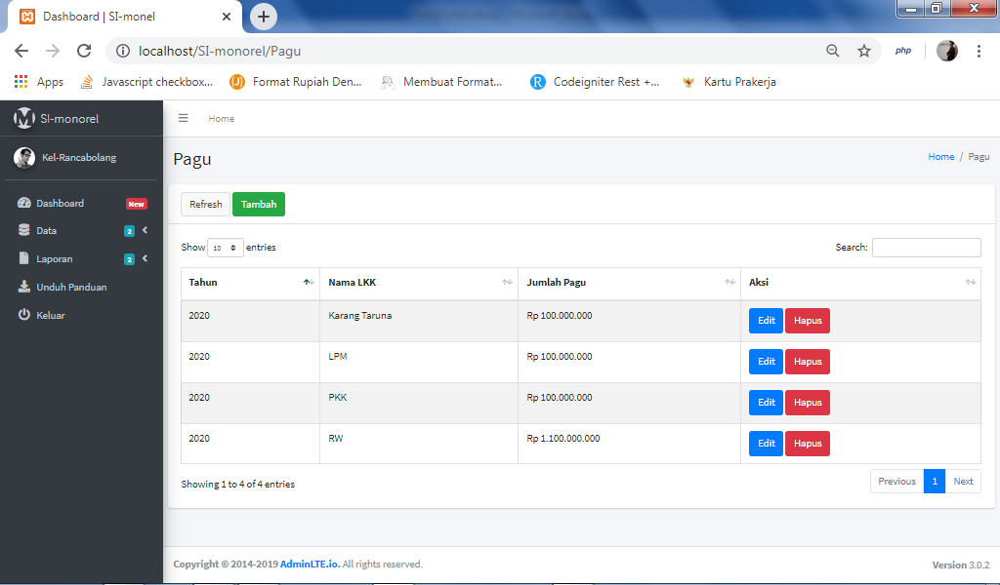 Dashboard | SI-monel
localhost/SI-monorel/Pagu
php
Apps Javascript checkbox... Format Rupiah Den... Membuat Format... Codeigniter Rest +... Kartu Prakerja
SI-monorel
Home
Kel-Rancabolang
Pagu
Home / Pagu
Dashboard New
Data 2
Laporan 2
Unduh Panduan
Keluar
Refresh Tambah
Show 10 entries
Search:
Tahun Nama LKK Jumlah Pagu Aksi
2020 Karang Taruna Rp 100.000.000 Edit Hapus
2020 LPM Rp 100.000.000 Edit Hapus
2020 PKK Rp 100.000.000 Edit Hapus
2020 RW Rp 1.100.000.000 Edit Hapus
Showing 1 to 4 of 4 entries
Previous 1 Next
Copyright © 2014-2019 AdminLTE.io. All rights reserved.
Version 3.0.2